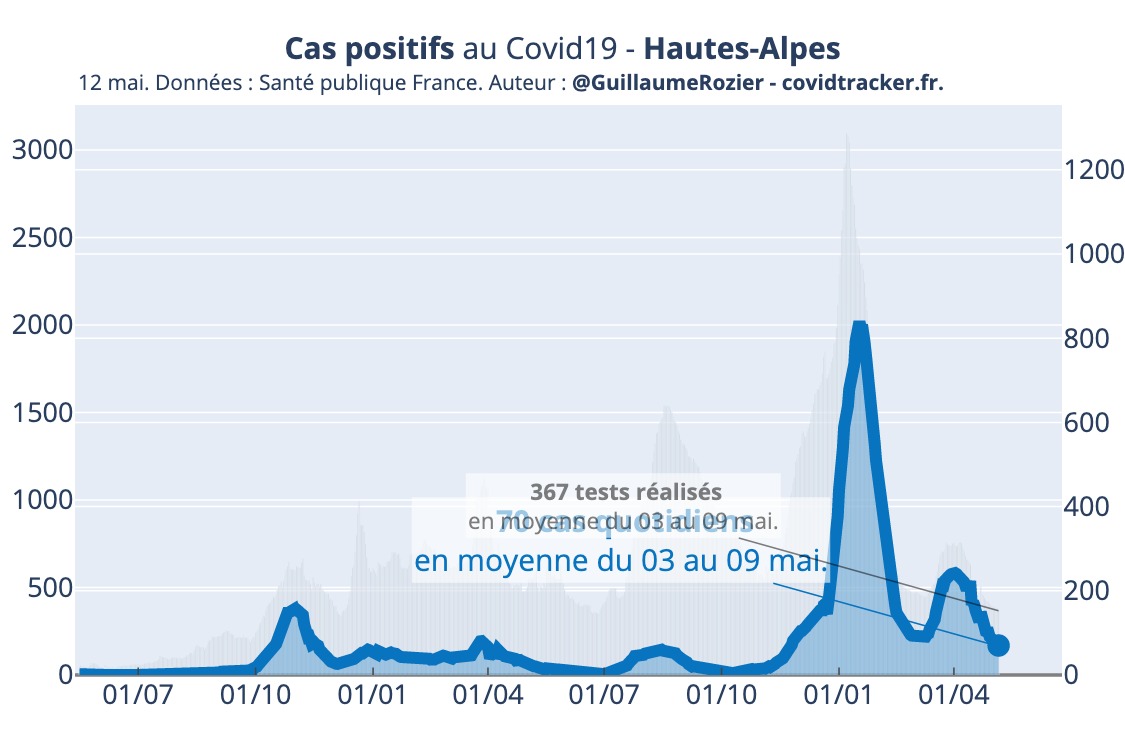 Cas positifs au Covid19 - Hautes-Alpes
12 mai. Données : Santé publique France. Auteur : @GuillaumeRozier - covidtracker.fr.
3000
2500
2000
1500
1000
500
0
1200
1000
800
600
400
200
0
367 tests réalisés
en moyenne du 03 au 09 mai.
70 cas quotidiens
en moyenne du 03 au 09 mai.
01/07 01/10 01/01 01/04 01/07 01/10 01/01 01/04